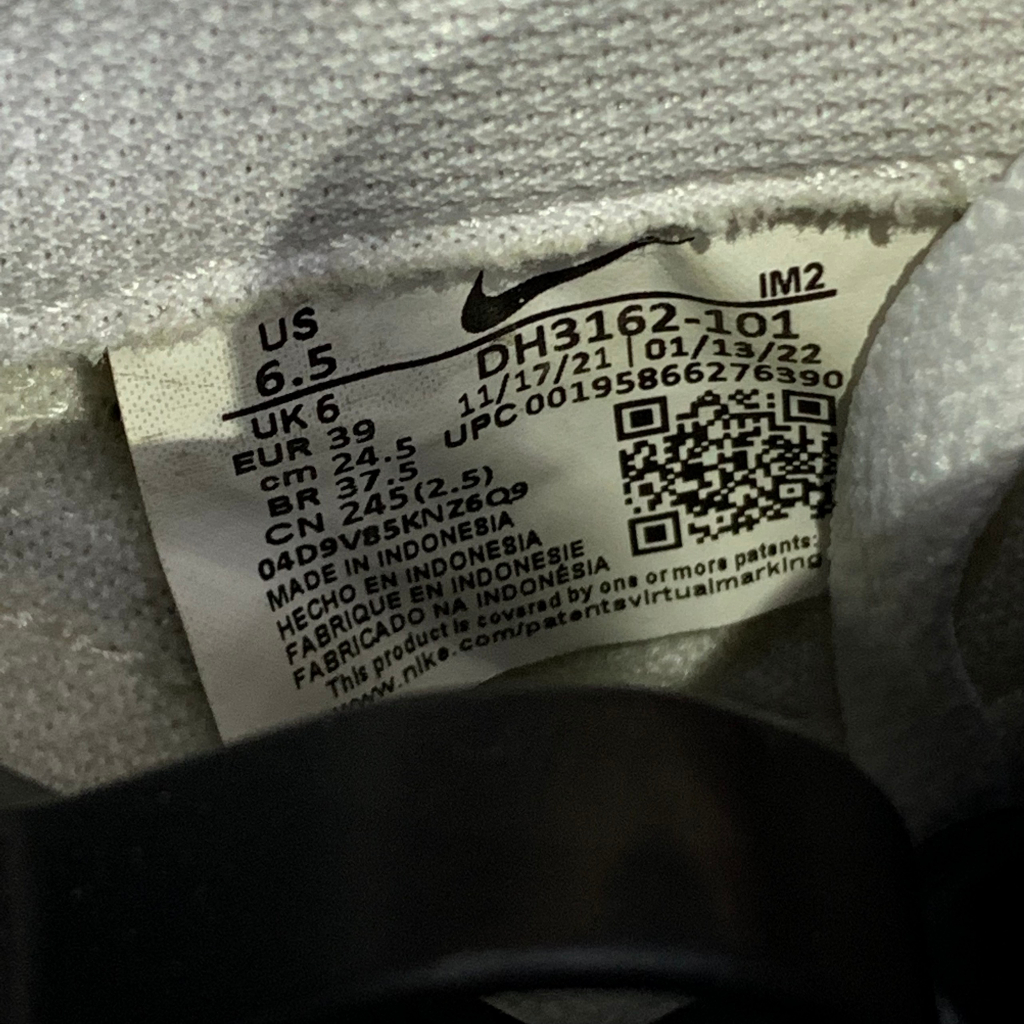 IM2
US
6.5
DH3162-101
11/17/21 | 01/13/22
UPC 00195866276390
UK 6
EUR 39
cm 24.5
BR 37.5
CN 245(2.5)
04D9V85KNZ6Q9
MADE IN INDONESIA
HECHO EN INDONESIA
FABRIQUE EN INDONESIE
FABRICADO NA INDONÉSIA
This product is covered by one or more patents:
www.nike.com/patentsvirtualmarking